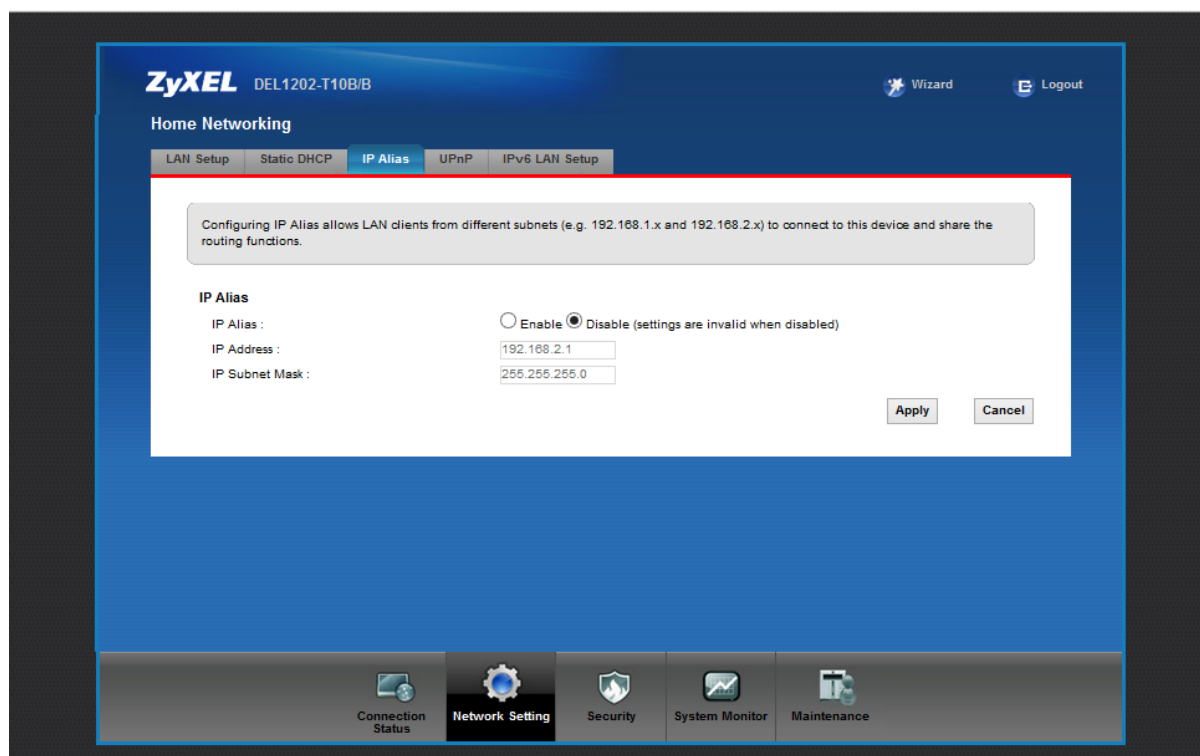 ZyXEL DEL1202-T10B/B
Wizard
Logout
Home Networking
LAN Setup
Static DHCP
IP Alias
UPnP
IPv6 LAN Setup
Configuring IP Alias allows LAN clients from different subnets (e.g. 192.168.1.x and 192.168.2.x) to connect to this device and share the
routing functions.
IP Alias
IP Alias : Enable Disable (settings are invalid when disabled)
IP Address : 192.168.2.1
IP Subnet Mask : 255.255.255.0
Apply
Cancel
Connection
Status
Network Setting
Security
System Monitor
Maintenance